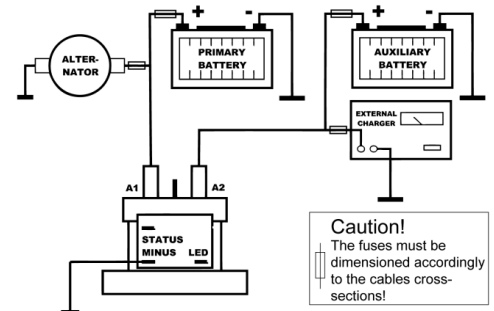 + -
+ -
ALTER-
NATOR
PRIMARY
BATTERY
AUXILIARY
BATTERY
EXTERNAL
CHARGER
A1
A2
STATUS
MINUS LED
Caution!
The fuses must be
dimensioned accordingly
to the cables cross-
sections!